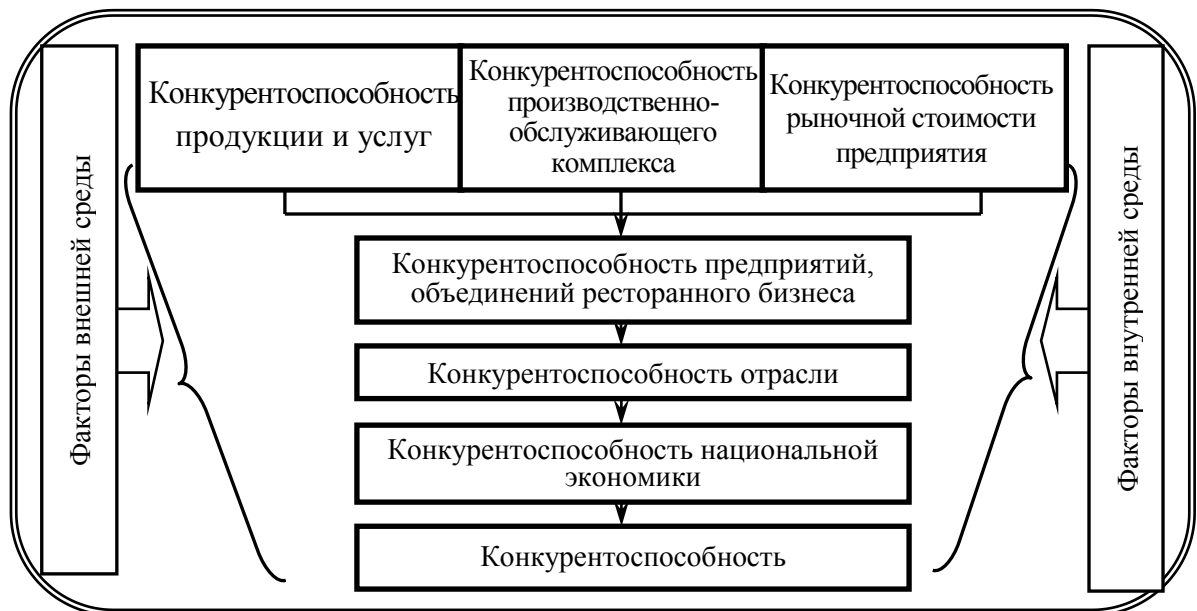 Факторы внешней среды
Конкурентоспособность
продукции и услуг
Конкурентоспособность
производственно-
обслуживающего
комплекса
Конкурентоспособность
рыночной стоимости
предприятия
Конкурентоспособность предприятий,
объединений ресторанного бизнеса
Конкурентоспособность отрасли
Конкурентоспособность национальной
экономики
Конкурентоспособность
Факторы внутренней среды